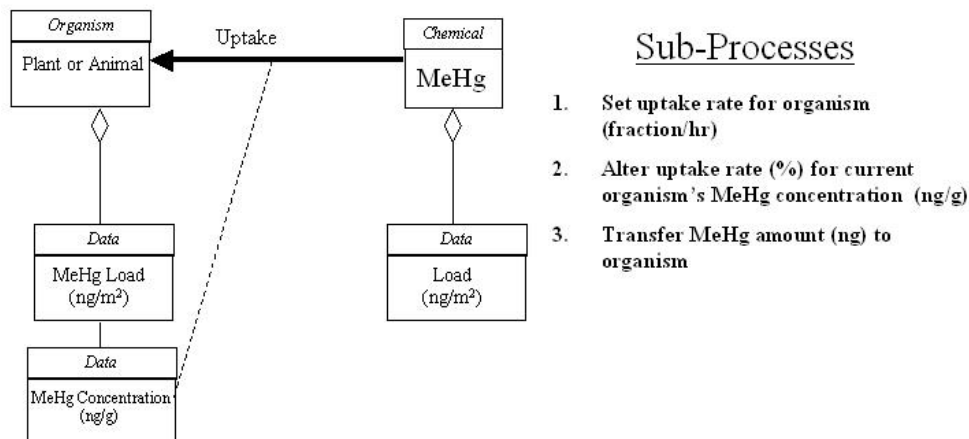 Organism
Plant or Animal
Uptake
Chemical
MeHg
Data
MeHg Load
(ng/m²)
Data
MeHg Concentration
(ng/g)
Data
Load
(ng/m²)
Sub-Processes
1. Set uptake rate for organism
(fraction/hr)
2. Alter uptake rate (%) for current
organism's MeHg concentration (ng/g)
3. Transfer MeHg amount (ng) to
organism